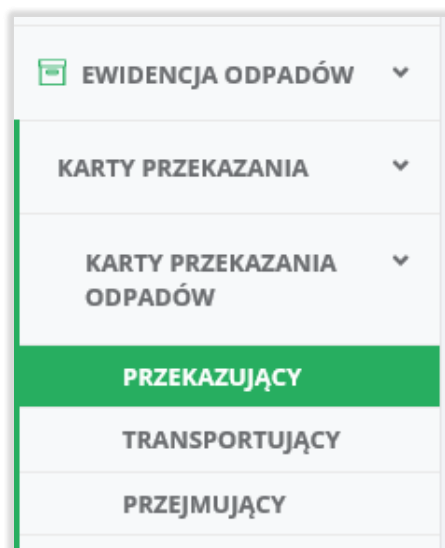 EWIDENCJA ODPADÓW
KARTY PRZEKAZANIA
KARTY PRZEKAZANIA
ODPADÓW
PRZEKAZUJĄCY
TRANSPORTUJĄCY
PRZEJMUJĄCY